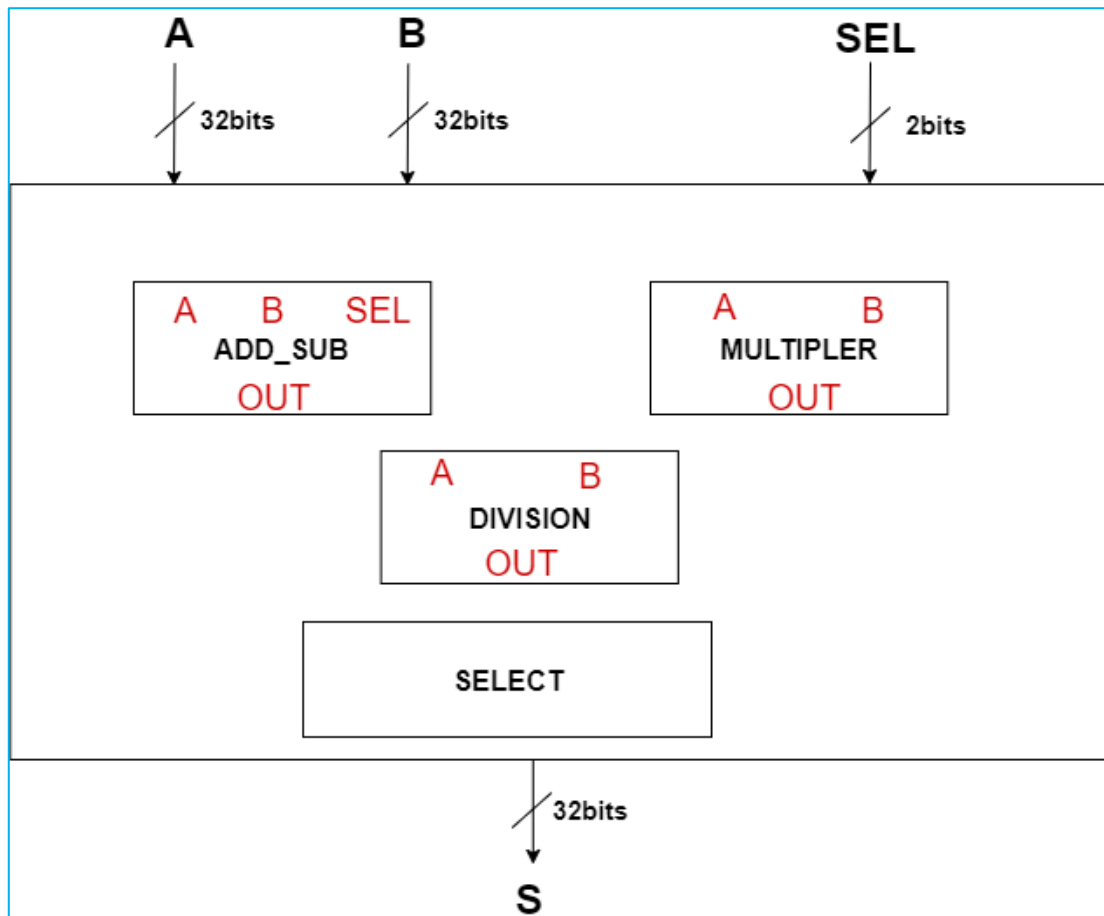 A B SEL
32bits 32bits 2bits
A B SEL
ADD_SUB
OUT
A B
MULTIPLER
OUT
A B
DIVISION
OUT
SELECT
32bits
S